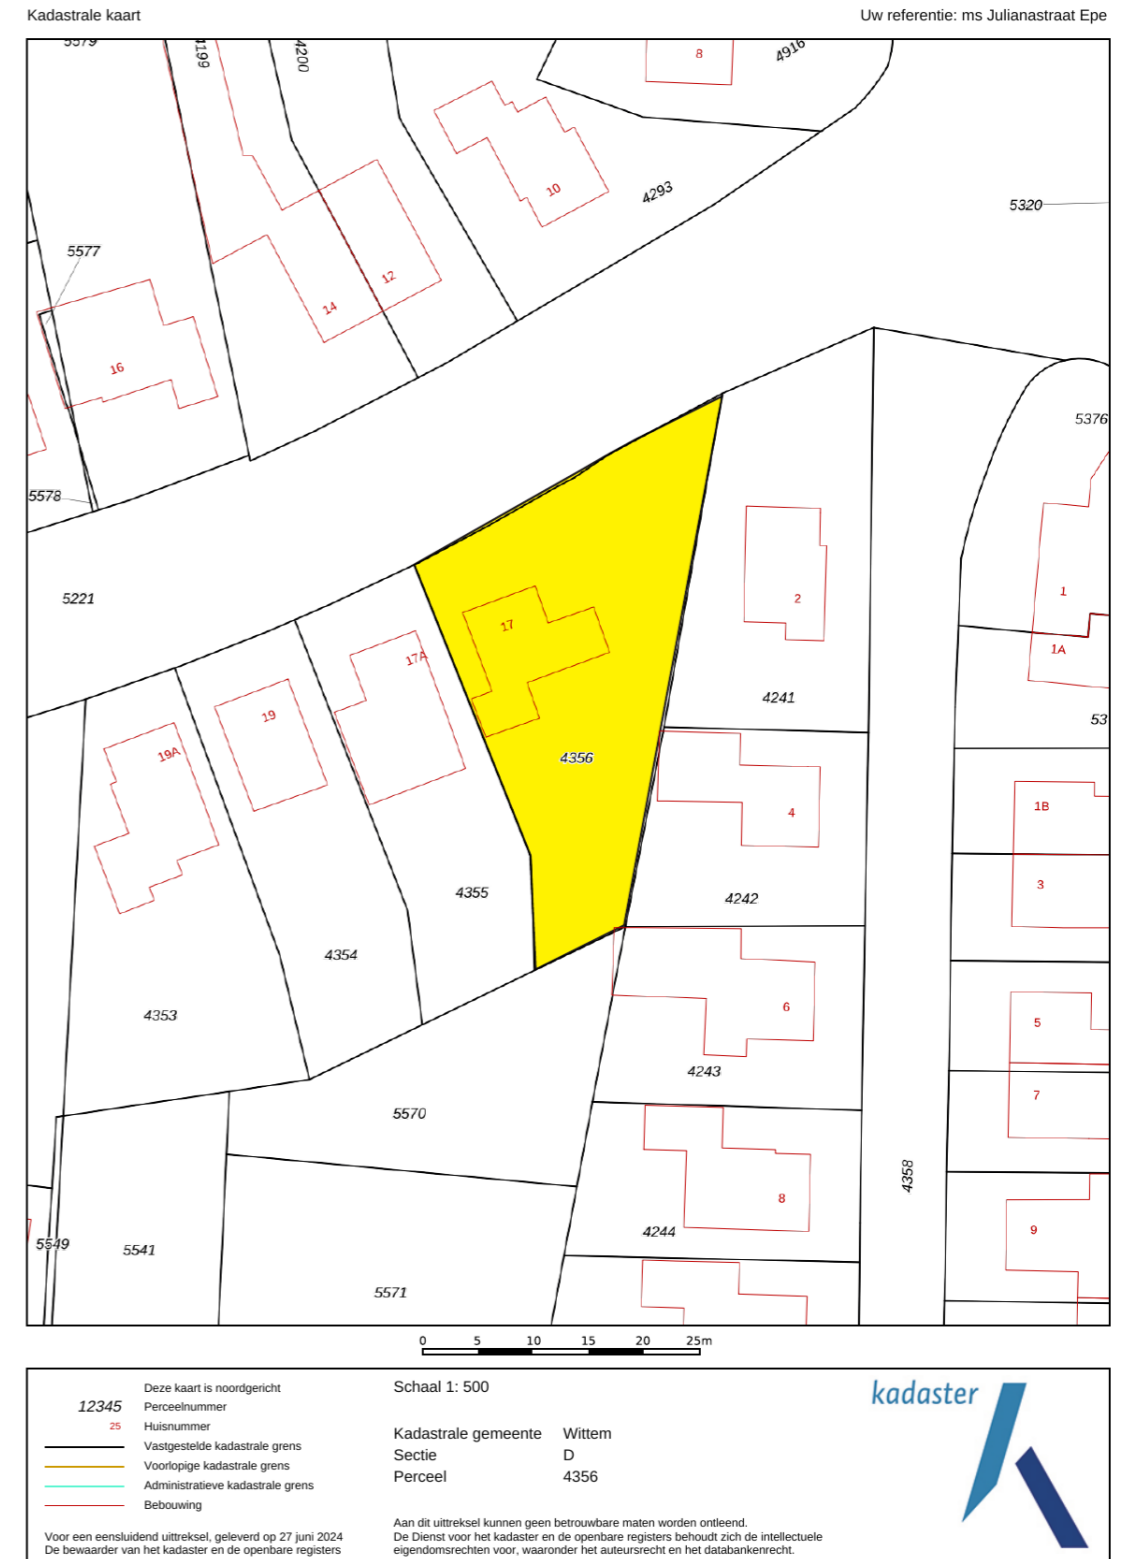 Kadastrale kaart
Uw referentie: ms Julianastraat Epe
5579
4199
4200
8
4916
10
4293
5320
5577
12
14
16
5376
5578
5221
17
2
1
17A
1A
4241
19
53
19A
4356
1B
4
3
4355
4242
4354
6
5
4353
4243
7
5570
4358
8
4244
9
5549
5541
5571
0 5 10 15 20 25m
Deze kaart is noordgericht
12345 Perceelnummer
25 Huisnummer
Vastgestelde kadastrale grens
Voorlopige kadastrale grens
Administratieve kadastrale grens
Bebouwing
Voor een eensluidend uittreksel, geleverd op 27 juni 2024
De bewaarder van het kadaster en de openbare registers
Schaal 1: 500
Kadastrale gemeente Wittem
Sectie D
Perceel 4356
Aan dit uittreksel kunnen geen betrouwbare maten worden ontleend.
De Dienst voor het kadaster en de openbare registers behoudt zich de intellectuele
eigendomsrechten voor, waaronder het auteursrecht en het databankenrecht.
kadaster